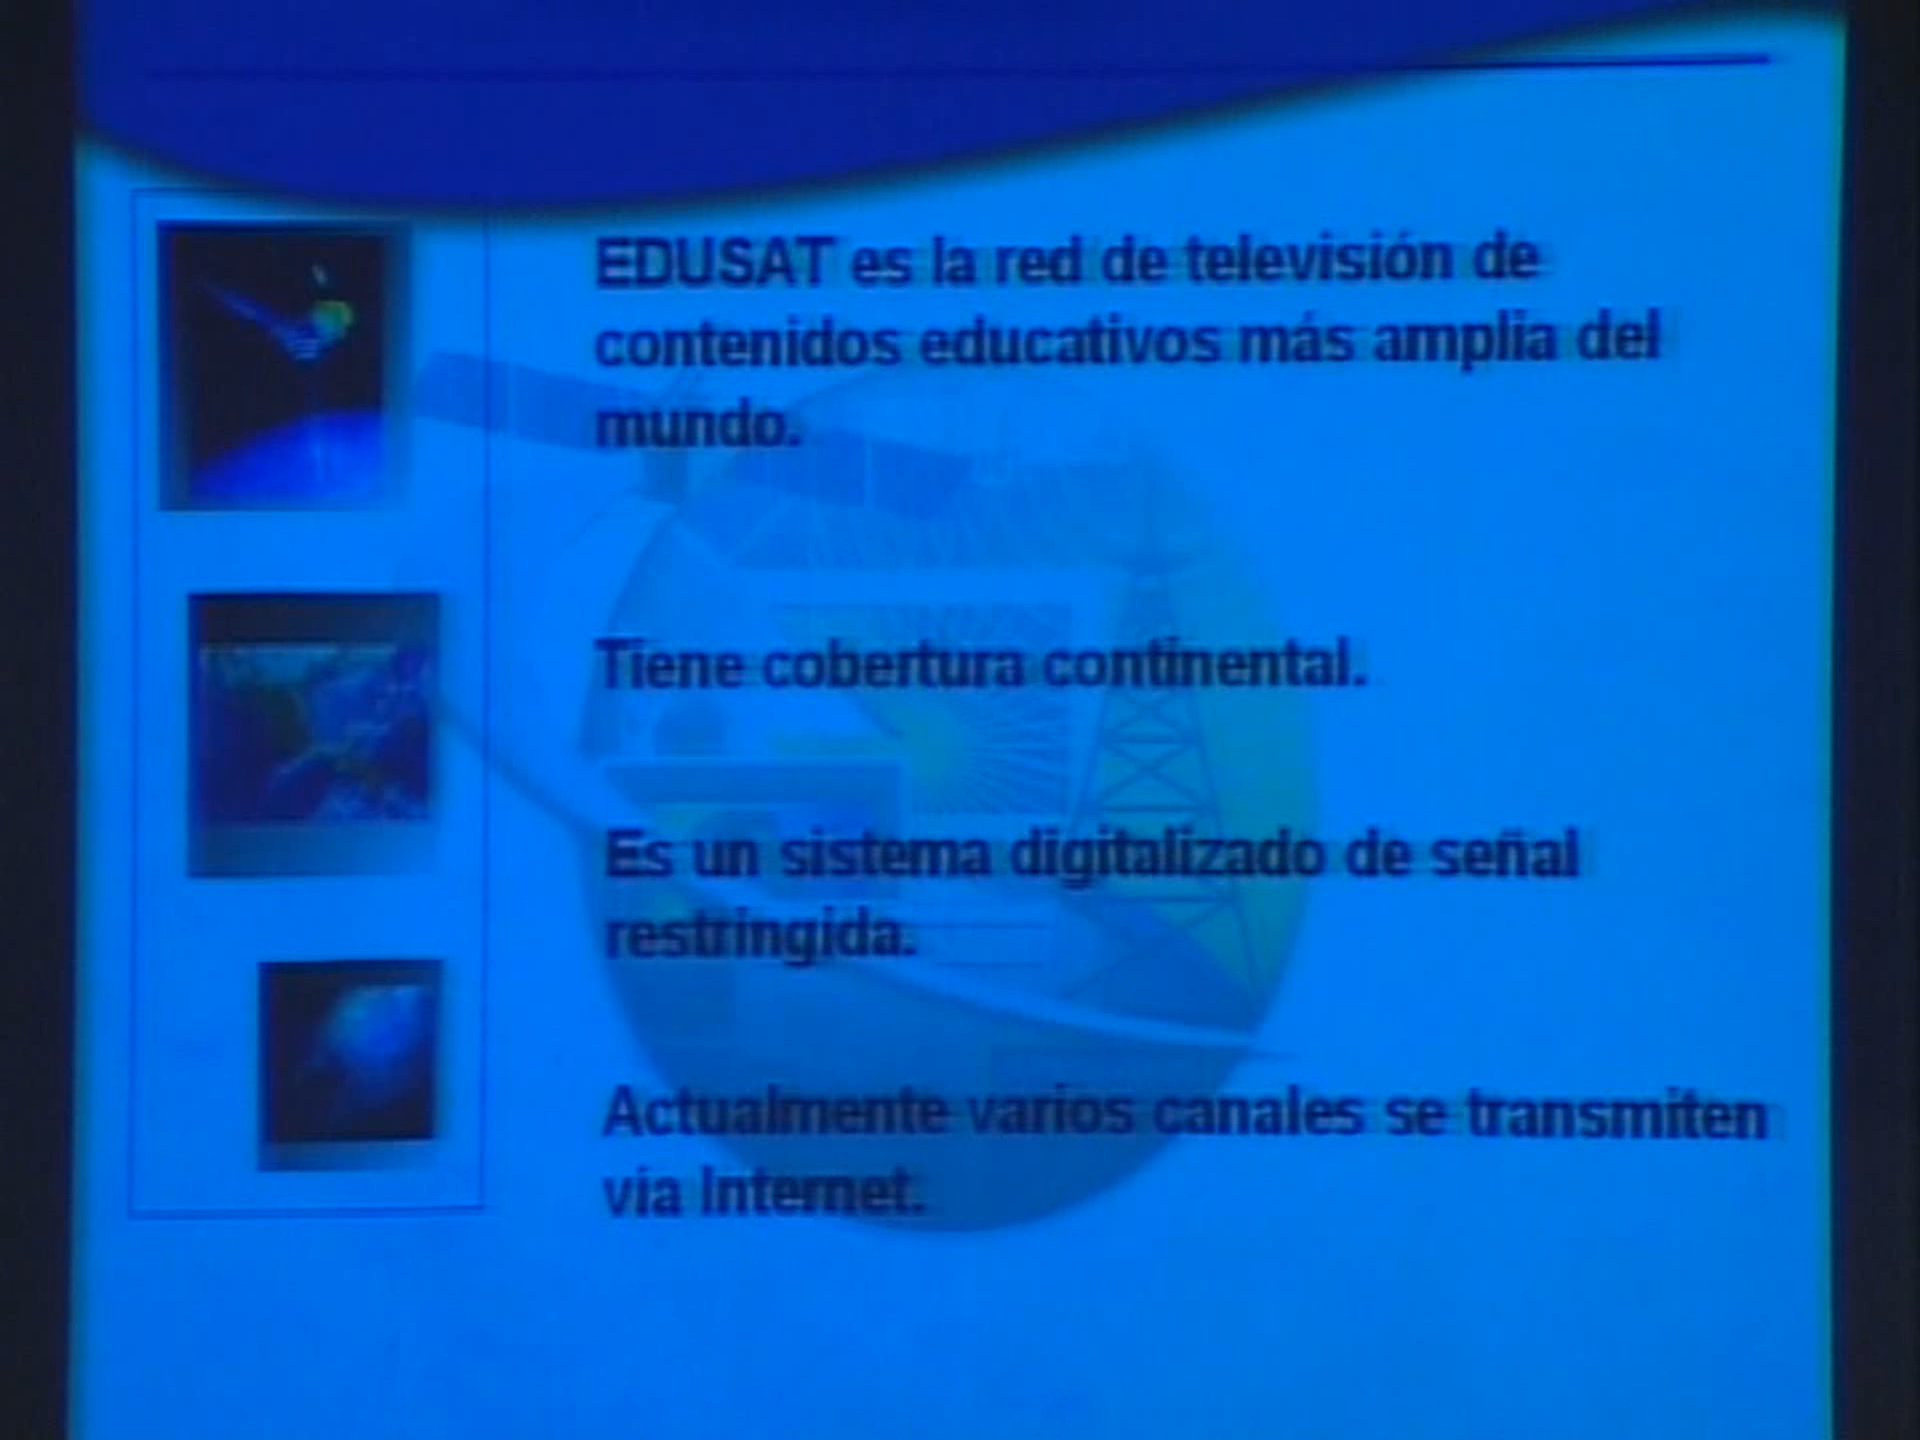 EDUSAT es la red de televisión de
contenidos educativos más amplia del
mundo.
Tiene cobertura continental.
Es un sistema digitalizado de señal
restringida.
Actualmente varios canales se transmiten
via Internet.